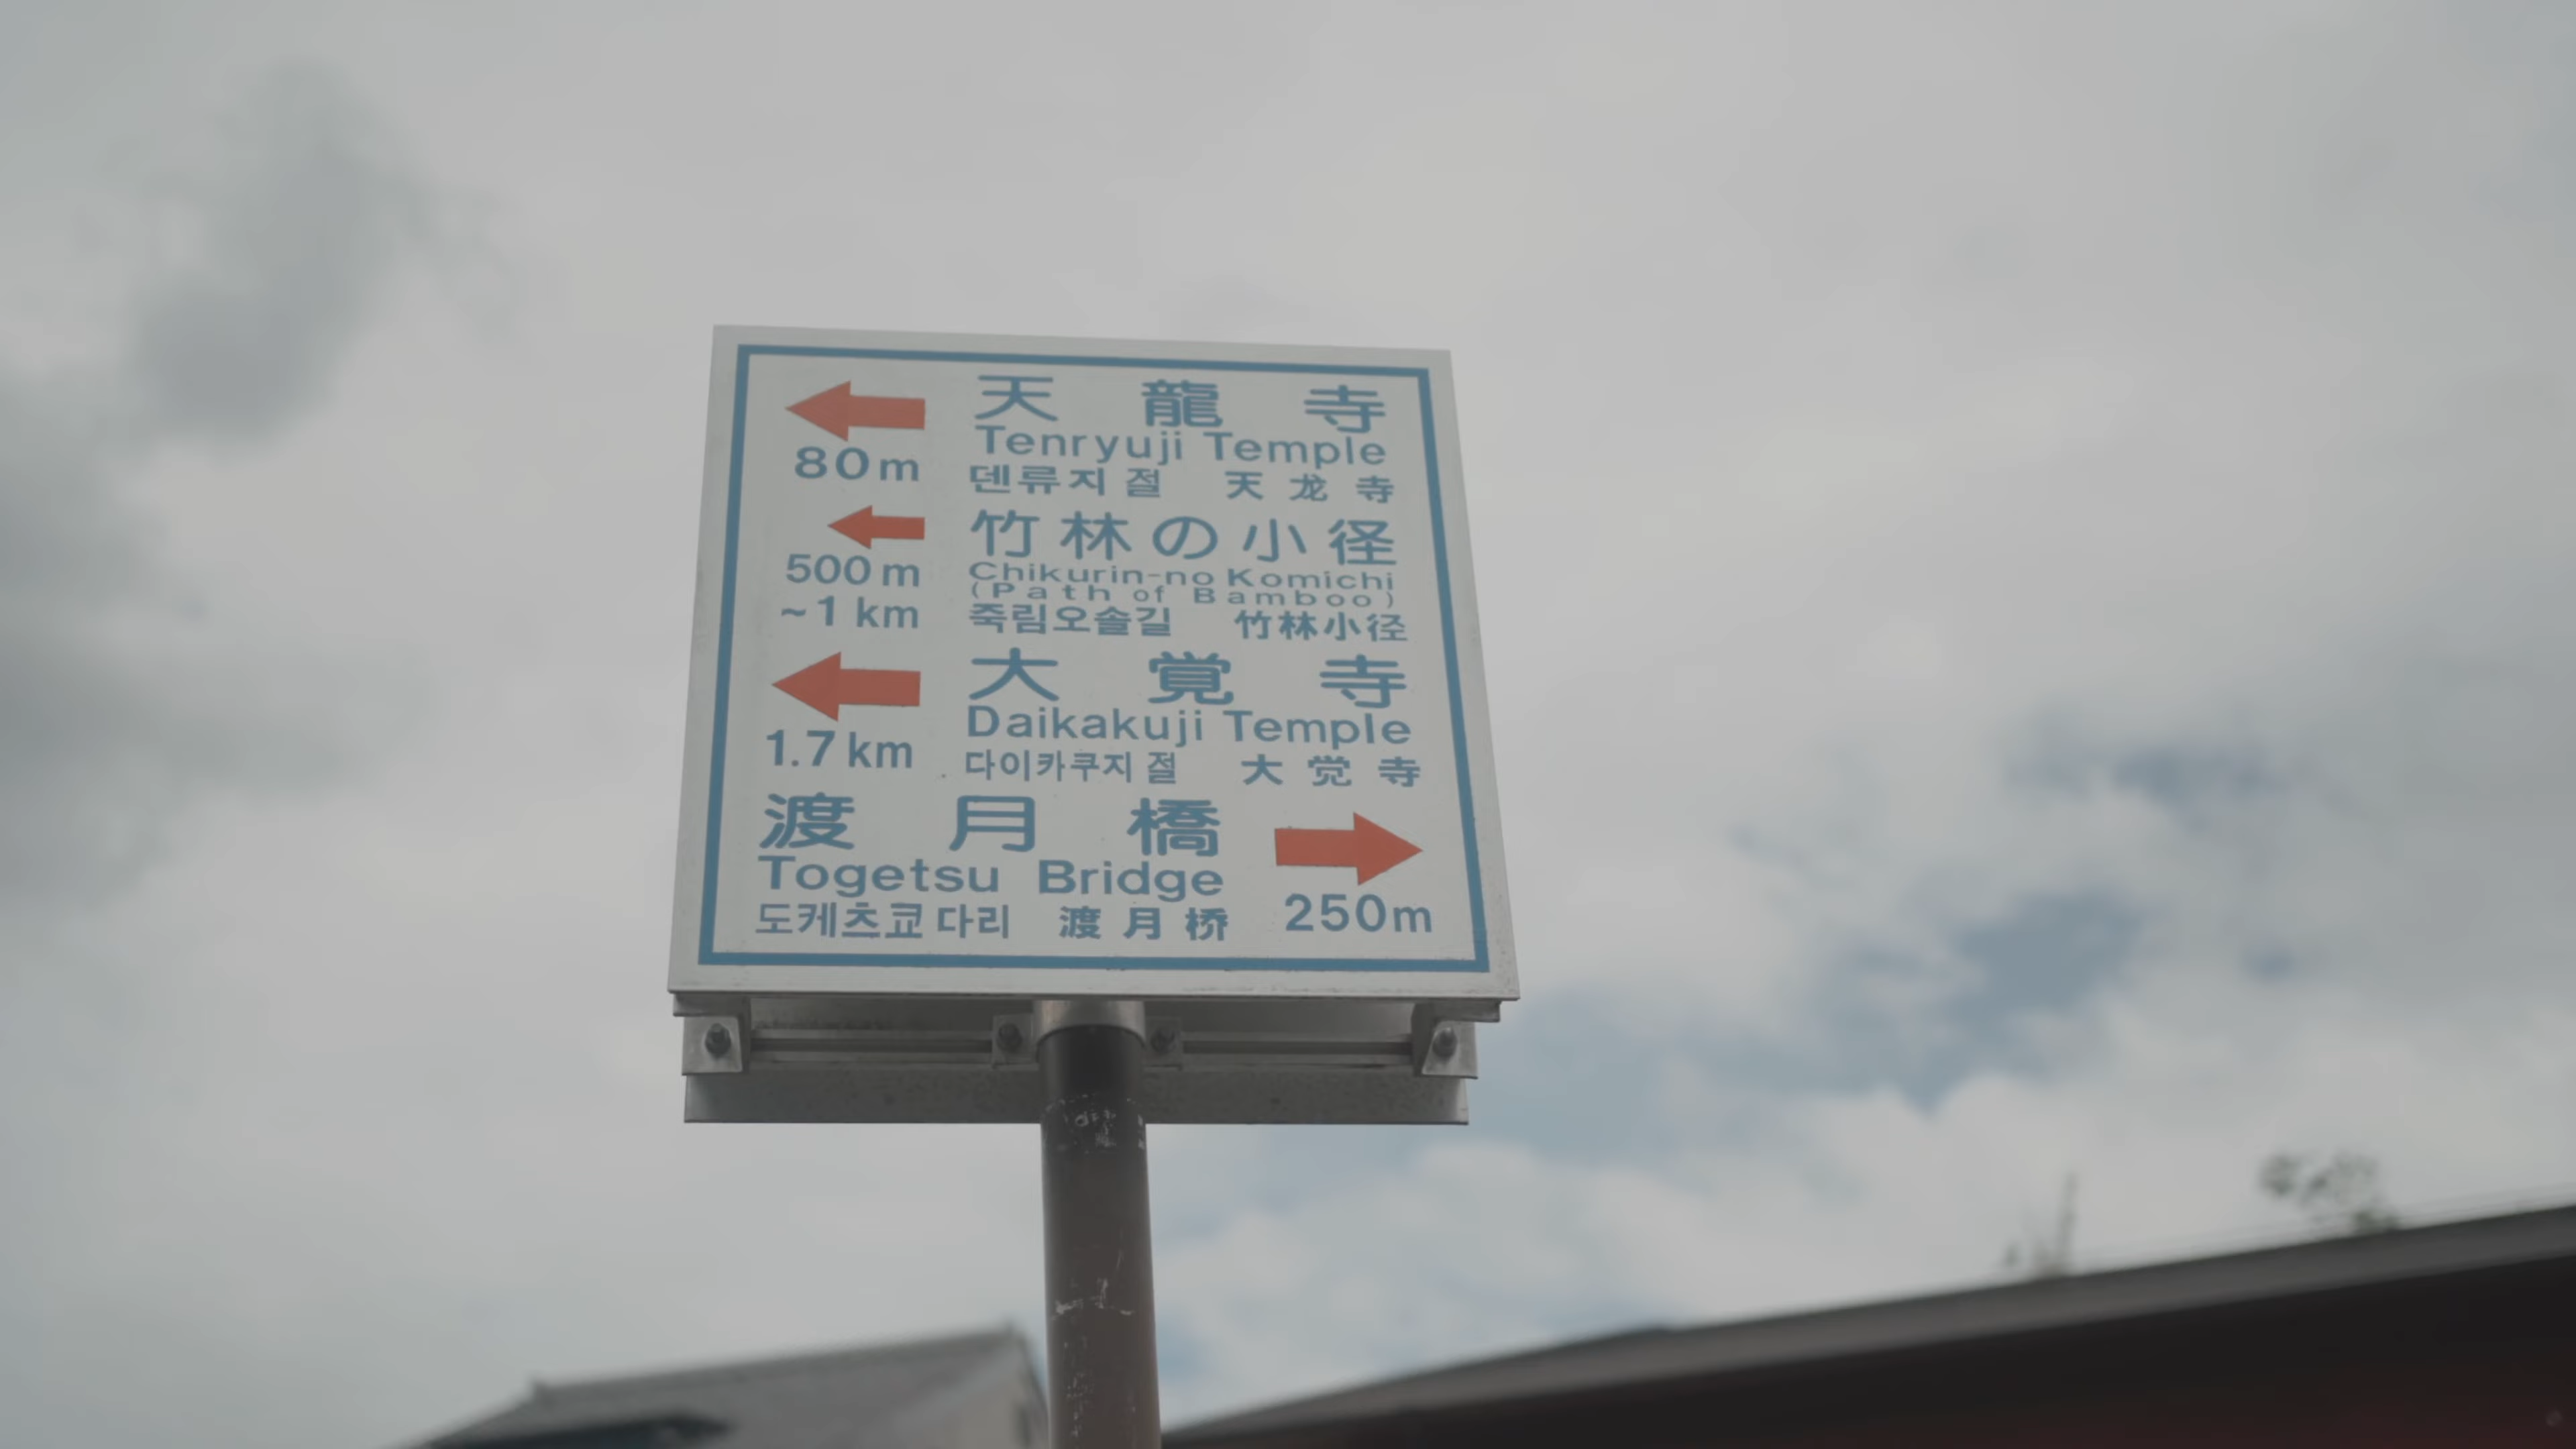 天龍寺
80m
Tenryuji Temple
덴류지 절 天龙寺
竹林の小径
500m
~1km
Chikurin-no Komichi
(Path of Bamboo)
죽림오솔길 竹林小径
大覚寺
1.7km
Daikakuji Temple
다이카쿠지 절 大觉寺
渡月橋
Togetsu Bridge
도케츠쿄 다리 渡月桥
250m